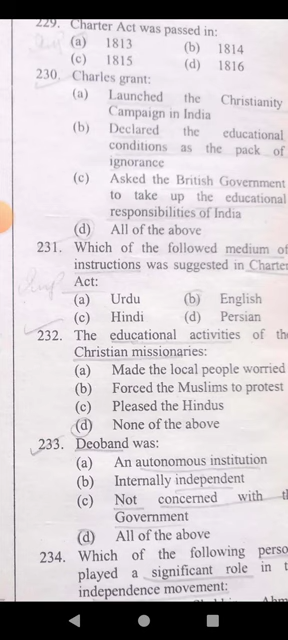 229. Charter Act was passed in:
(a) 1813 (b) 1814
(c) 1815 (d) 1816
230. Charles grant:
(a) Launched the Christianity
Campaign in India
(b) Declared the educational
conditions as the pack of
ignorance
(c) Asked the British Government
to take up the educational
responsibilities of India
(d) All of the above
231. Which of the followed medium of
instructions was suggested in Charter
Act:
(a) Urdu (b) English
(c) Hindi (d) Persian
232. The educational activities of the
Christian missionaries:
(a) Made the local people worried
(b) Forced the Muslims to protest
(c) Pleased the Hindus
(d) None of the above
233. Deoband was:
(a) An autonomous institution
(b) Internally independent
(c) Not concerned with th
Government
(d) All of the above
234. Which of the following perso
played a significant role in t
independence movement: